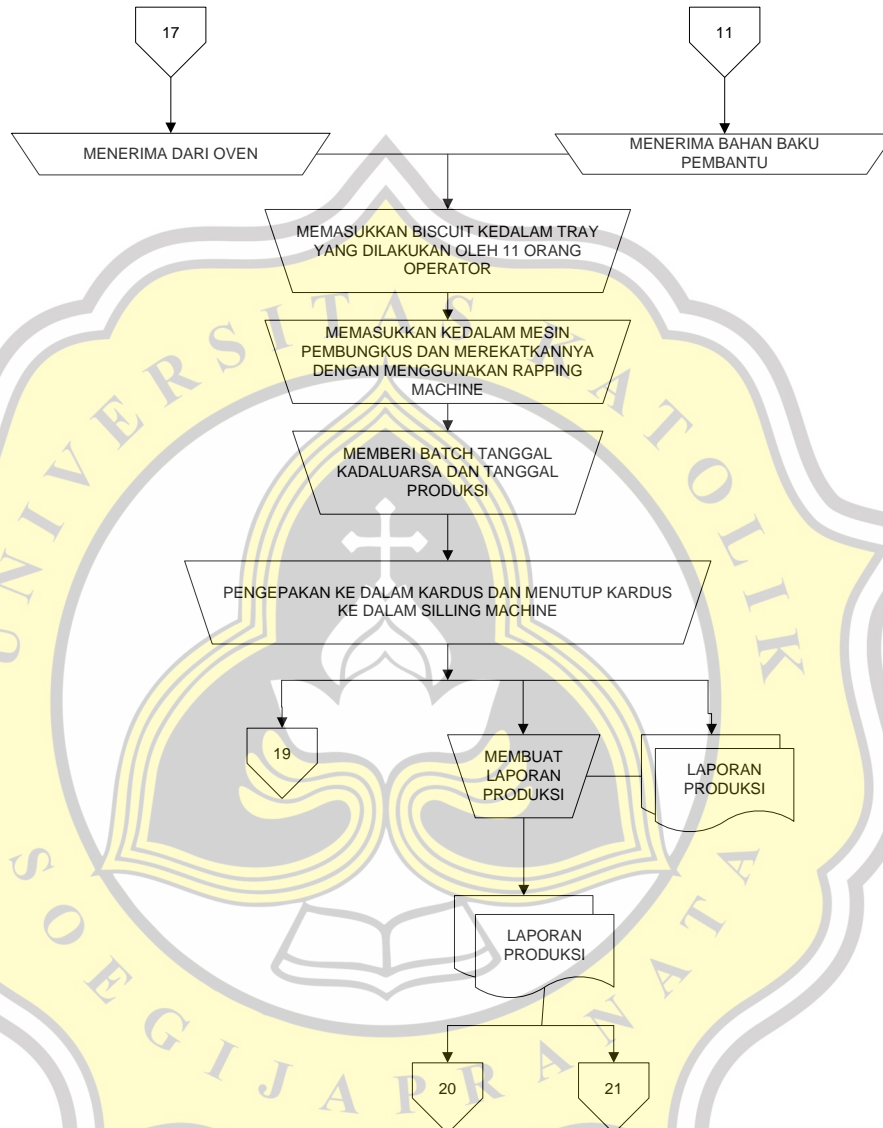 17
11
MENERIMA DARI OVEN
MENERIMA BAHAN BAKU
PEMBANTU
MEMASUKKAN BISCUIT KEDALAM TRAY
YANG DILAKUKAN OLEH 11 ORANG
OPERATOR
MEMASUKKAN KEDALAM MESIN
PEMBUNGKUS DAN MEREKATKANNYA
DENGAN MENGGUNAKAN RAPPING
MACHINE
MEMBERI BATCH TANGGAL
KADALUARSA DAN TANGGAL
PRODUKSI
PENGEPAKAN KE DALAM KARDUS DAN MENUTUP KARDUS
KE DALAM SILLING MACHINE
19
MEMBUAT
LAPORAN
PRODUKSI
LAPORAN
PRODUKSI
LAPORAN
PRODUKSI
20
21
UNIVERSITAS KATOLIK
SOEGIJAPRANATA